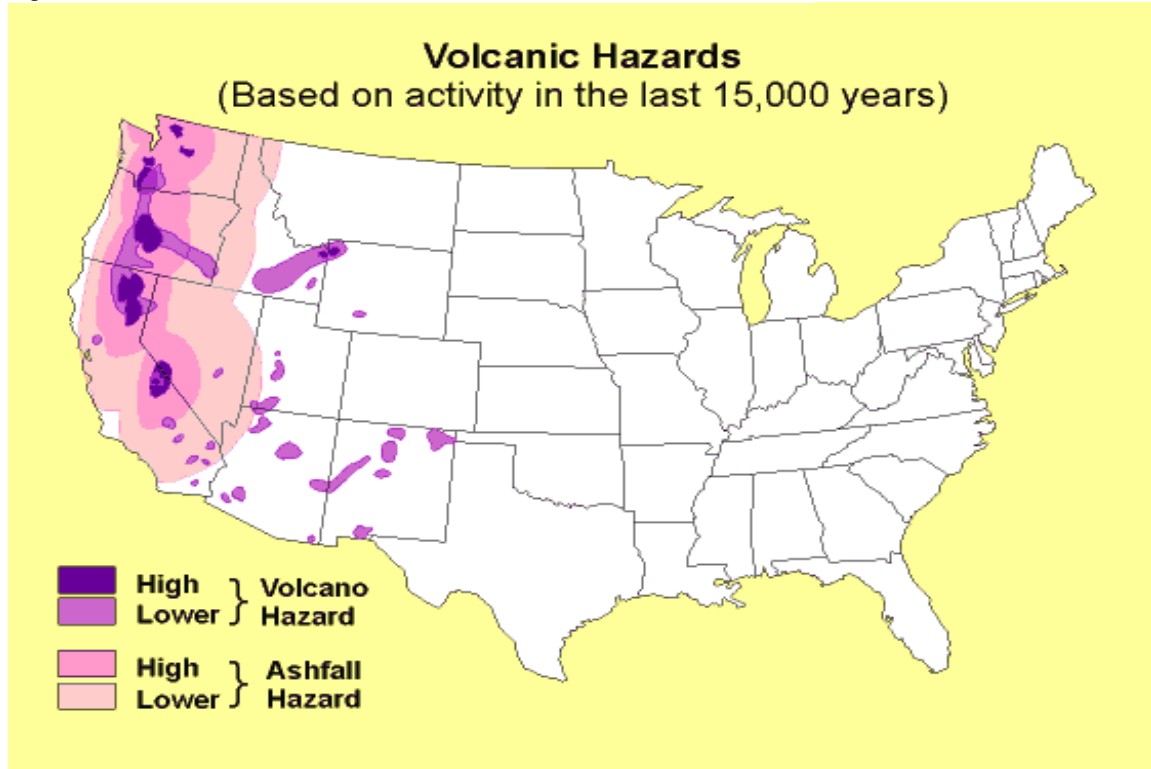 Volcanic Hazards
(Based on activity in the last 15,000 years)
High } Volcano
Lower Hazard
High } Ashfall
Lower Hazard